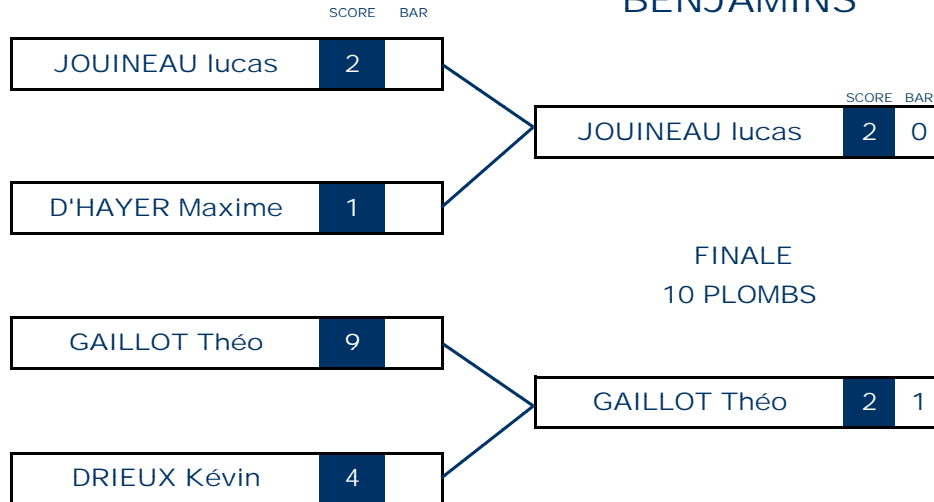 BENJAMINS
SCORE BAR
JOUINEAU lucas 2
SCORE BAR
JOUINEAU lucas 2 0
D'HAYER Maxime 1
FINALE
10 PLOMBS
GAILLOT Théo 9
GAILLOT Théo 2 1
DRIEUX Kévin 4